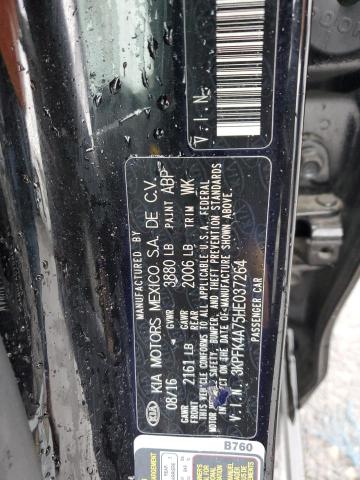 V.I.N.
MANUFACTURED BY
KIA KIA MOTORS MEXICO S.A. DE C.V.
08/16 GVWR 3880 LB PAINT ABP
GAWR FRONT 2161 LB GAWR REAR 2006 LB TRIM WK
THIS VEHICLE CONFORMS TO ALL APPLICABLE U.S.A. FEDERAL
MOTOR VEHICLE SAFETY, BUMPER, AND THEFT PREVENTION STANDARDS
IN EFFECT ON THE DATE OF MANUFACTURE SHOWN ABOVE.
V.I.N. 3KPFK4A75HE037264
PASSENGER CAR
B760